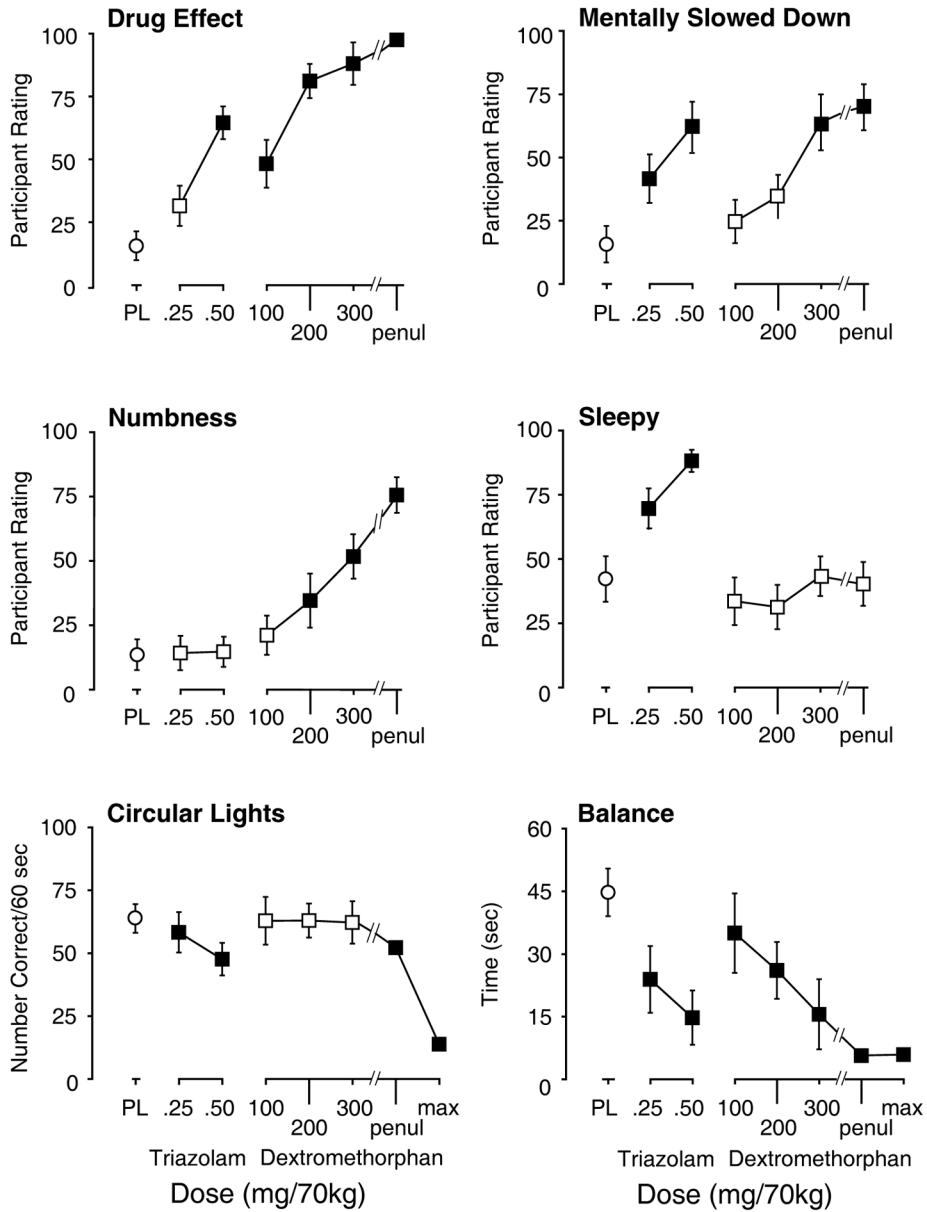 Drug Effect
Participant Rating
100
75
50
25
0
PL .25 .50 100 300
200 penul
Mentally Slowed Down
Participant Rating
100
75
50
25
0
PL .25 .50 100 300
200 penul
Numbness
Participant Rating
100
75
50
25
0
PL .25 .50 100 300
200 penul
Sleepy
Participant Rating
100
75
50
25
0
PL .25 .50 100 300
200 penul
Circular Lights
Number Correct/60 sec
100
75
50
25
0
PL .25 .50 100 300 max
200 penul
Triazolam Dextromethorphan
Dose (mg/70kg)
Balance
Time (sec)
60
45
30
15
0
PL .25 .50 100 300 max
200 penul
Triazolam Dextromethorphan
Dose (mg/70kg)